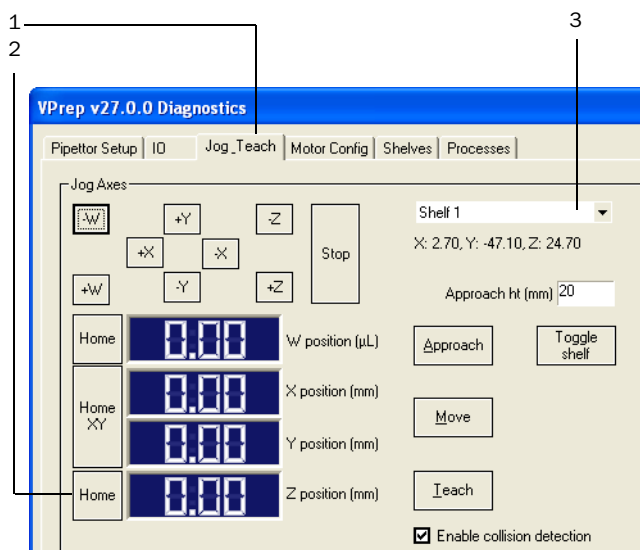 1
2
3
VPrep v27.0.0 Diagnostics
Pipettor Setup IO Jog_Teach Motor Config Shelves Processes
Jog Axes
-W +Y -Z Stop
+X -X
+W -Y +Z
Shelf 1
X: 2.70, Y: -47.10, Z: 24.70
Approach ht (mm) 20
Home 0.00 W position (µL)
Approach
Toggle
shelf
Home
XY
0.00 X position (mm)
0.00 Y position (mm)
Move
Home 0.00 Z position (mm)
Teach
Enable collision detection